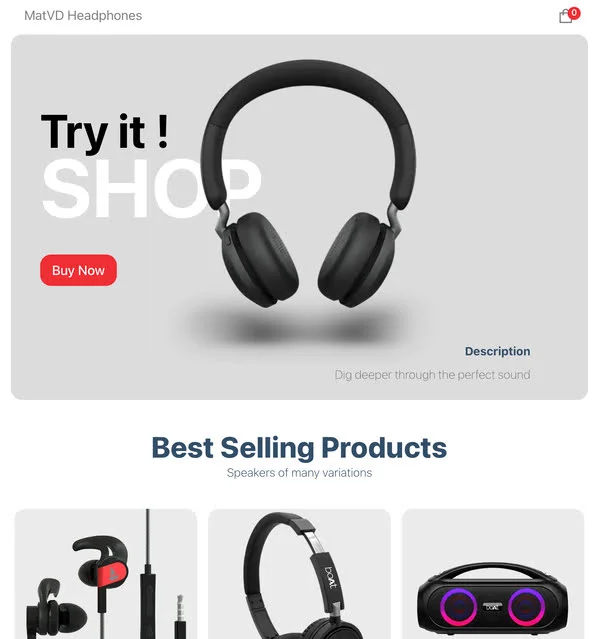 MatVD Headphones
0
Try it !
SHOP
Buy Now
Description
Dig deeper through the perfect sound
Best Selling Products
Speakers of many variations
boAt
boAt